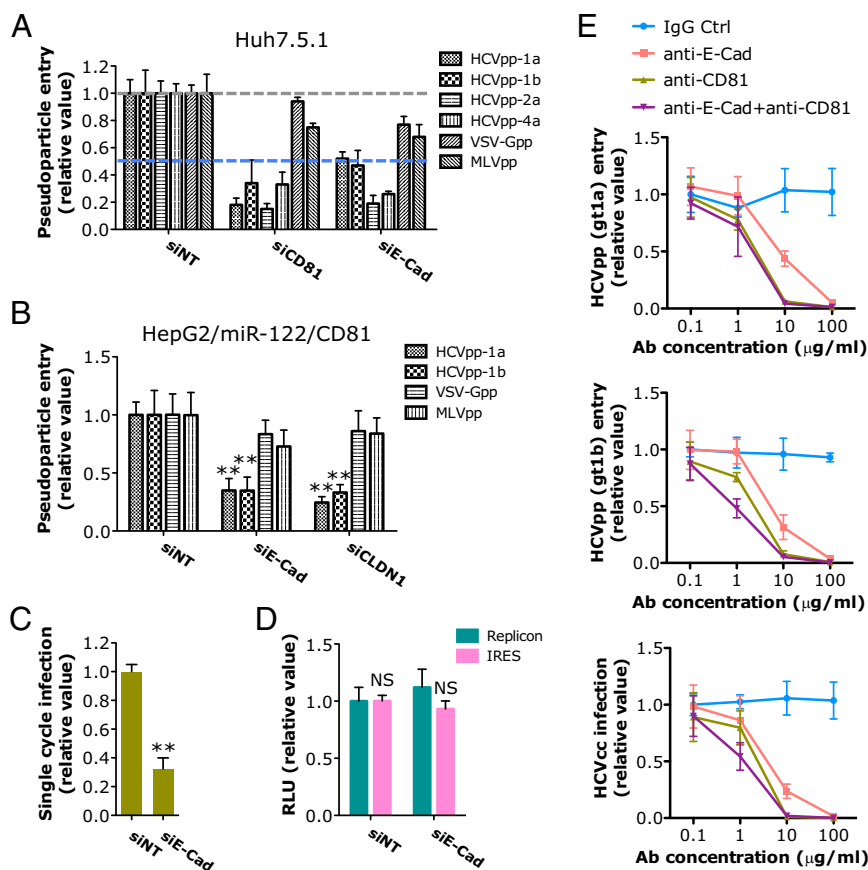 A
Huh7.5.1
Pseudoparticle entry
(relative value)
1.2
1.0
0.8
0.6
0.4
0.2
0.0
siNT
siCD81
siE-Cad
HCVpp-1a
HCVpp-1b
HCVpp-2a
HCVpp-4a
VSV-Gpp
MLVpp
B
HepG2/miR-122/CD81
Pseudoparticle entry
(relative value)
1.5
1.0
0.5
0.0
** **
** **
siNT
siE-Cad
siCLDN1
HCVpp-1a
HCVpp-1b
VSV-Gpp
MLVpp
C
Single cycle infection
(relative value)
1.2
1.0
0.8
0.6
0.4
0.2
0.0
**
siNT
siE-Cad
D
RLU (relative value)
1.5
1.0
0.5
0.0
NS
NS
siNT
siE-Cad
Replicon
IRES
E
IgG Ctrl
anti-E-Cad
anti-CD81
anti-E-Cad+anti-CD81
HCVpp (gt1a) entry
(relative value)
1.5
1.0
0.5
0.0
0.1 1 10 100
Ab concentration (μg/ml)
HCVpp (gt1b) entry
(relative value)
1.5
1.0
0.5
0.0
0.1 1 10 100
Ab concentration (μg/ml)
HCVcc infection
(relative value)
1.5
1.0
0.5
0.0
0.1 1 10 100
Ab concentration (μg/ml)